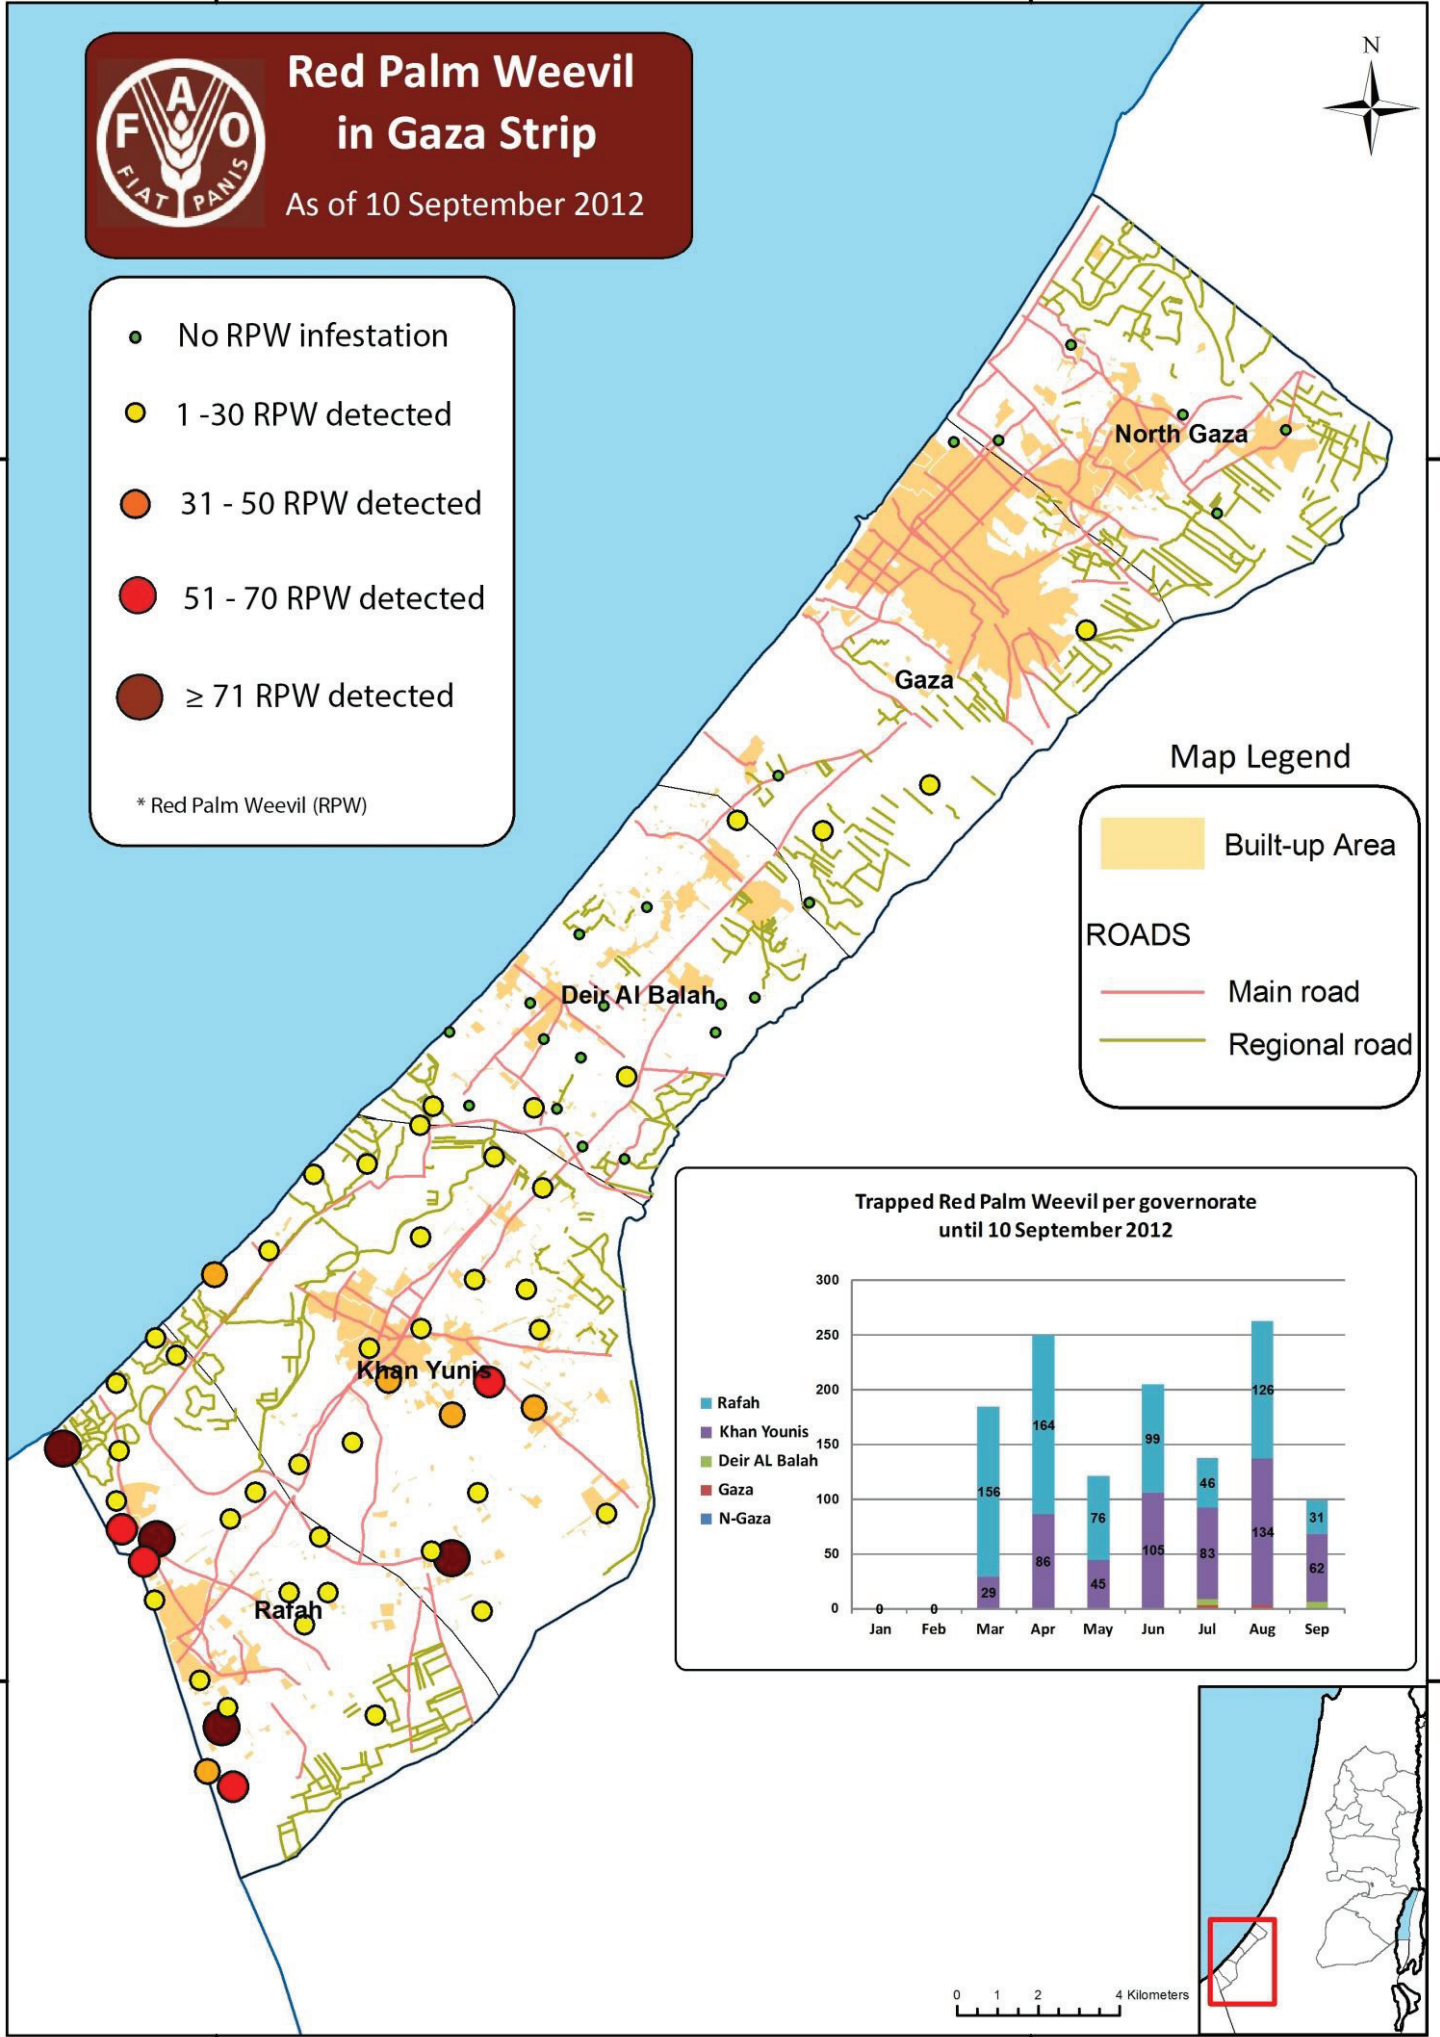 F A O
FIAT PANIS
Red Palm Weevil
in Gaza Strip
As of 10 September 2012
N
No RPW infestation
1 -30 RPW detected
31 - 50 RPW detected
51 - 70 RPW detected
≥ 71 RPW detected
* Red Palm Weevil (RPW)
North Gaza
Gaza
Deir Al Balah
Khan Yunis
Rafah
Map Legend
Built-up Area
ROADS
Main road
Regional road
Trapped Red Palm Weevil per governorate
until 10 September 2012
300
250
200
150
100
50
0
Rafah
Khan Younis
Deir AL Balah
Gaza
N-Gaza
0
0
156
29
164
86
76
45
99
105
46
83
126
134
31
62
Jan Feb Mar Apr May Jun Jul Aug Sep
0 1 2 4 Kilometers